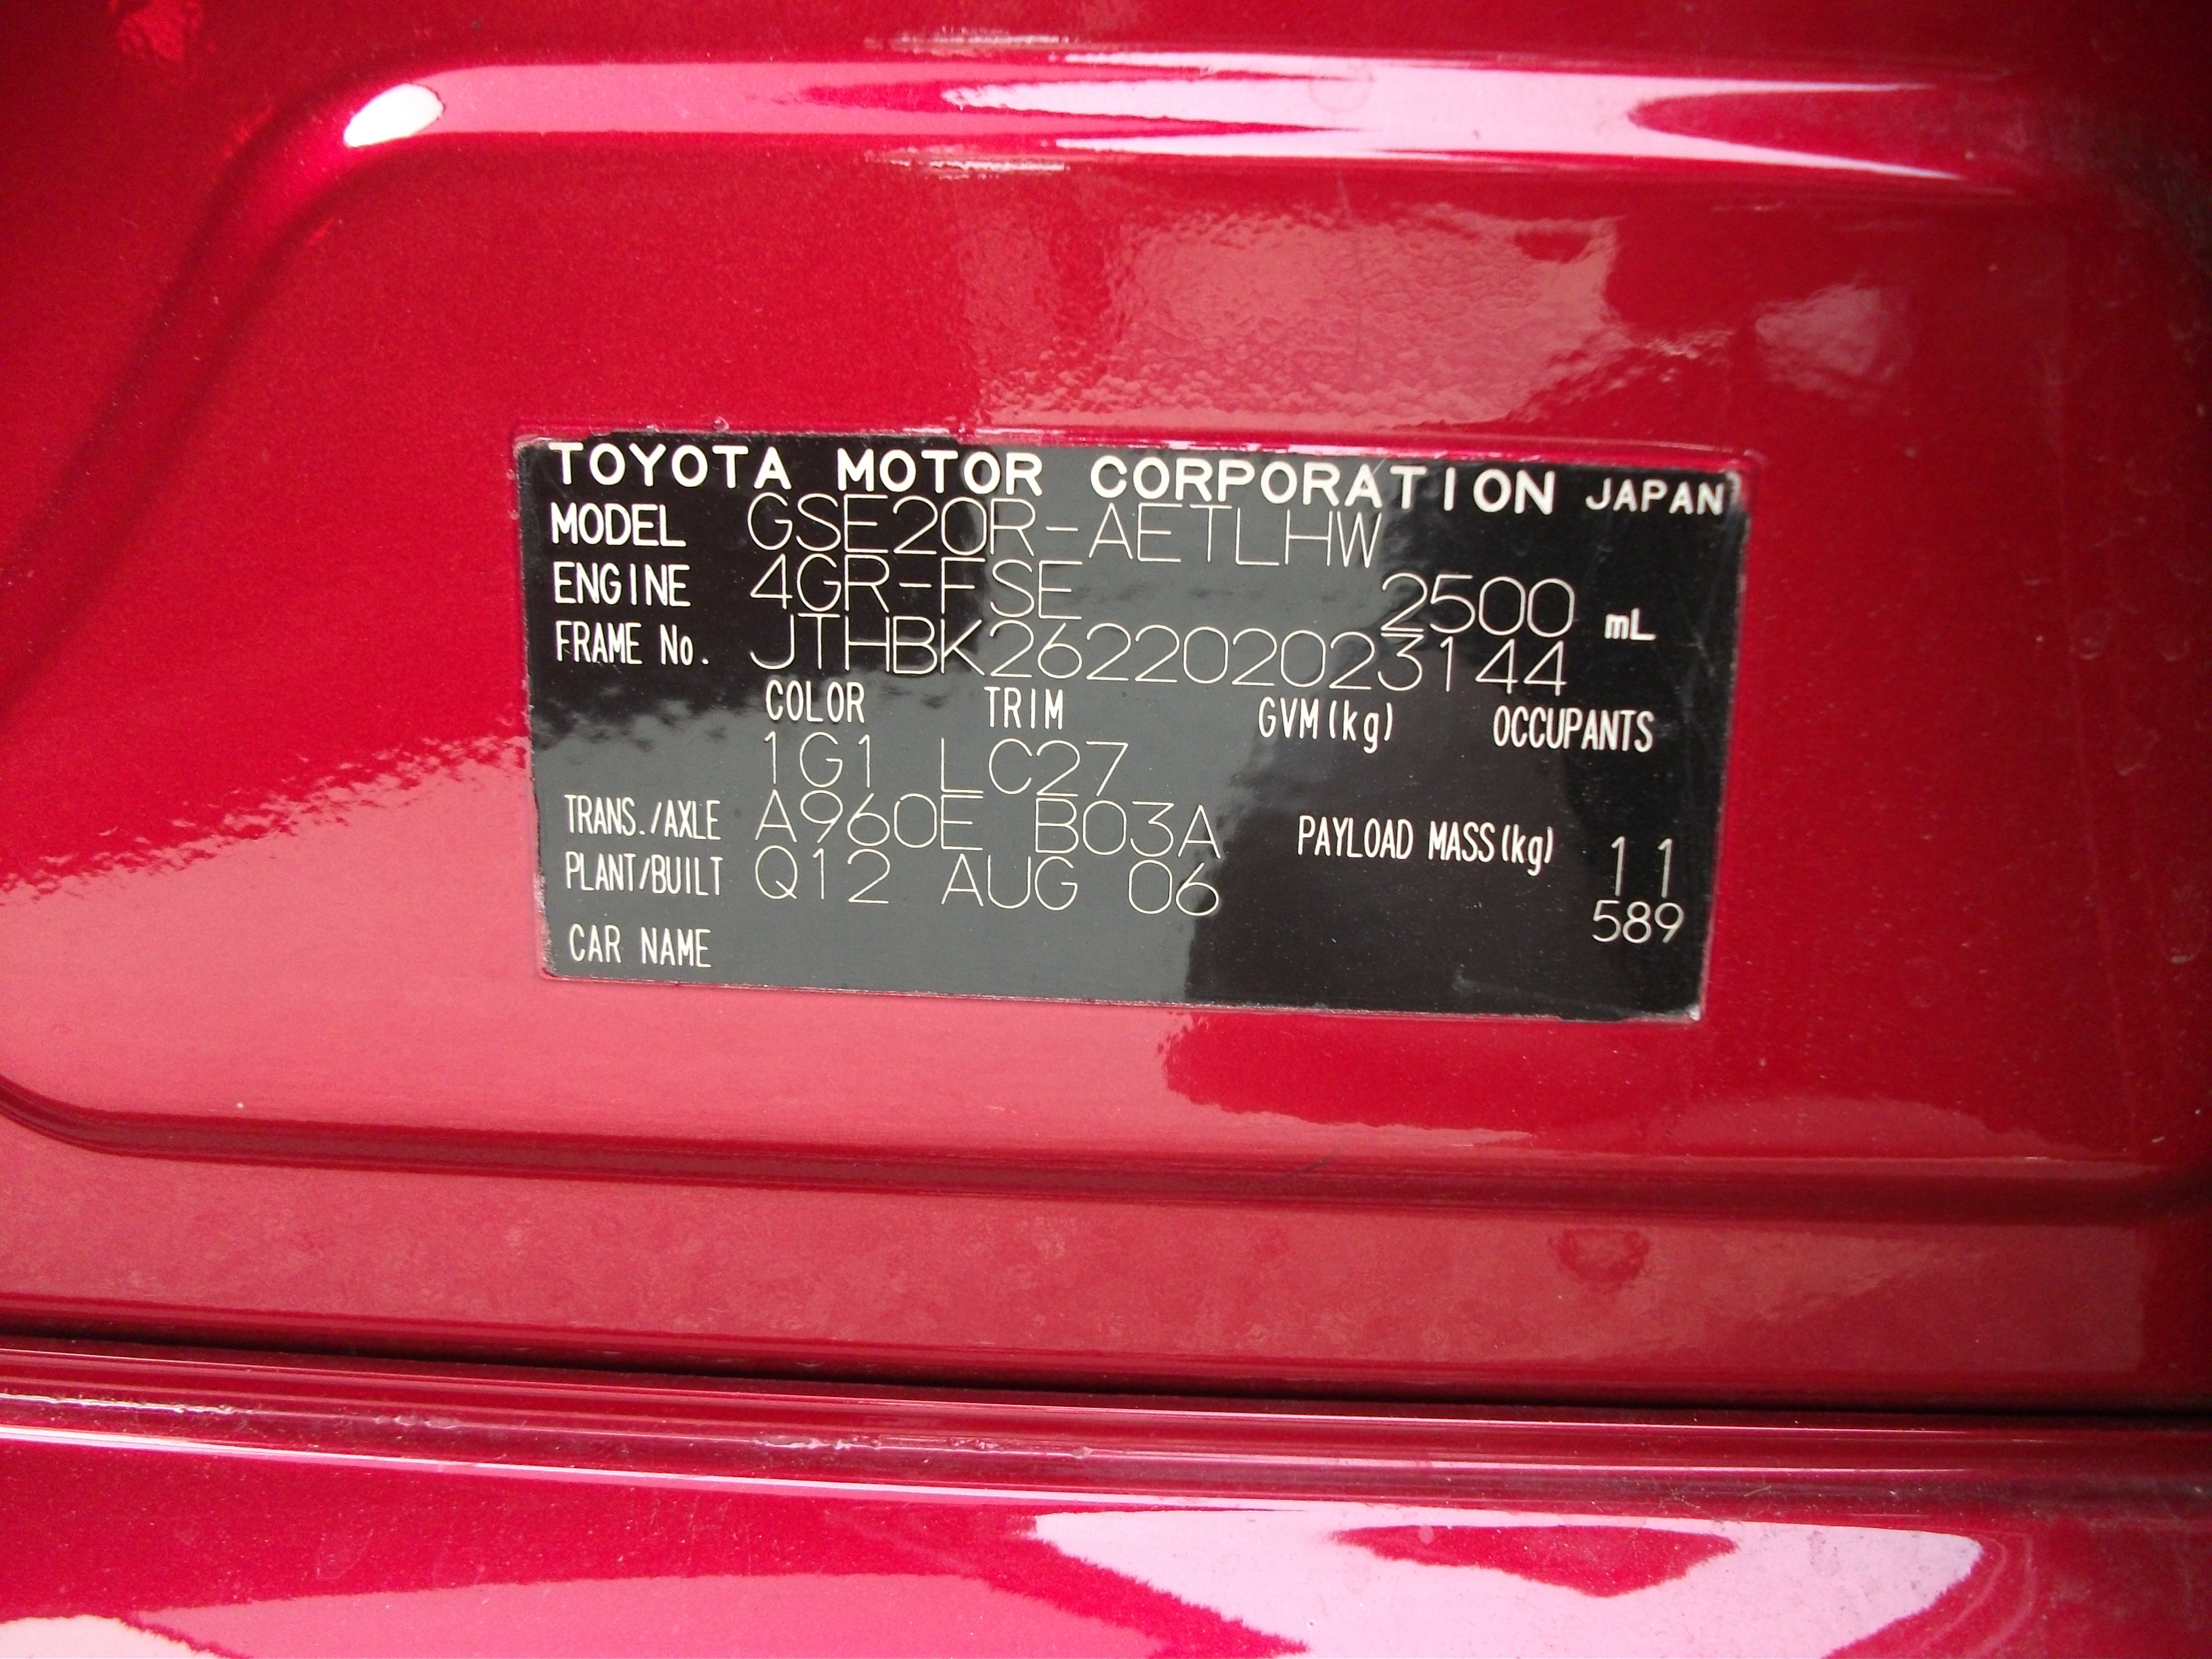 TOYOTA MOTOR CORPORATION JAPAN
MODEL GSE20R-AETLHW
ENGINE 4GR-FSE 2500 mL
FRAME No. JTHBK262202023144
COLOR TRIM GVM(kg) OCCUPANTS
1G1 LC27
TRANS./AXLE A960E B03A PAYLOAD MASS(kg) 11
PLANT/BUILT Q12 AUG 06 589
CAR NAME